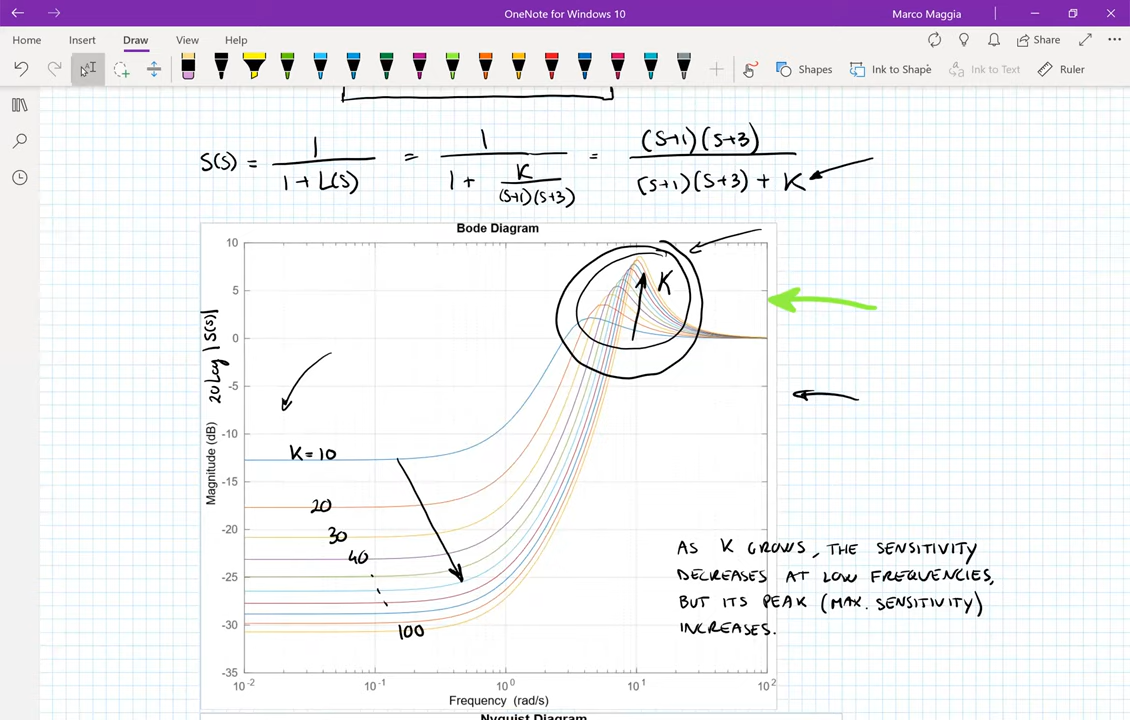 OneNote for Windows 10
Marco Maggia
Home Insert Draw View Help
Share
Shapes Ink to Shape Ink to Text Ruler
S(s) = 1 / (1 + L(s)) = 1 / (1 + K / ((s+1)(s+3))) = (s+1)(s+3) / ((s+1)(s+3) + K)
Bode Diagram
10
5
0
-5
-10
-15
-20
-25
-30
-35
20 Log |S(s)|
Magnitude (dB)
K
K = 10
20
30
40
100
AS K GROWS, THE SENSITIVITY
DECREASES AT LOW FREQUENCIES,
BUT ITS PEAK (MAX. SENSITIVITY)
INCREASES.
10^-2 10^-1 10^0 10^1 10^2
Frequency (rad/s)
Nyquist Diagram